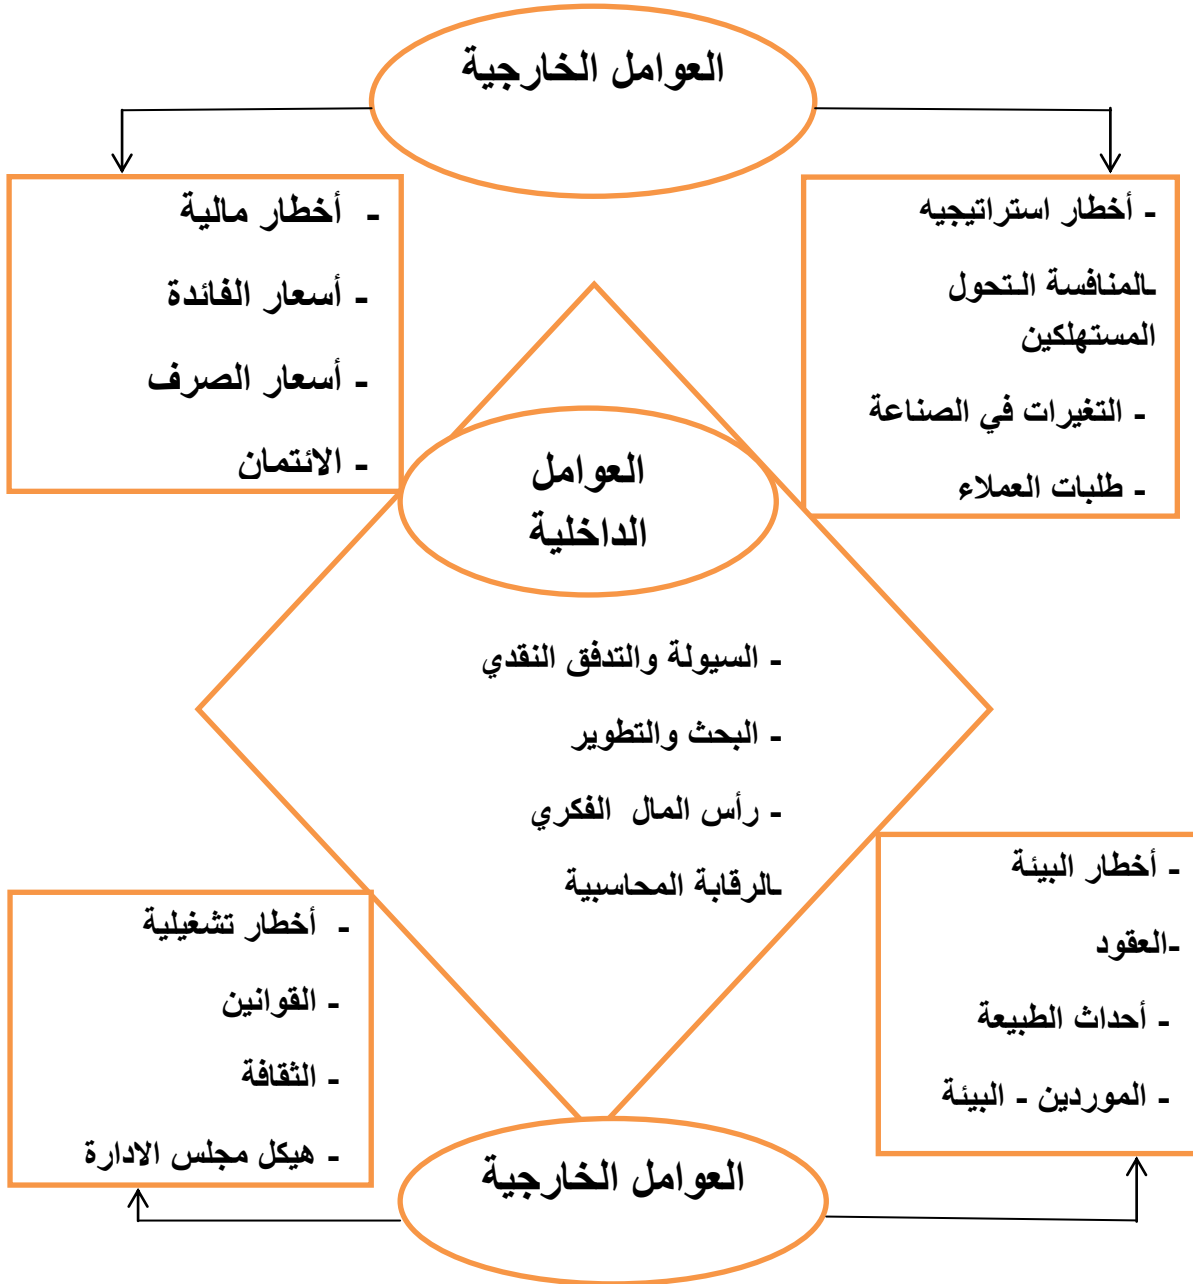 العوامل الخارجية
- أخطار استراتيجيه
ـالمنافسة الـتحول
المستهلكين
- التغيرات في الصناعة
- طلبات العملاء
- أخطار مالية
- أسعار الفائدة
- أسعار الصرف
- الائتمان
العوامل
الداخلية
- السيولة والتدفق النقدي
- البحث والتطوير
- رأس المال الفكري
ـالرقابة المحاسبية
- أخطار البيئة
-العقود
- أحداث الطبيعة
- الموردين - البيئة
- أخطار تشغيلية
- القوانين
- الثقافة
- هيكل مجلس الادارة
العوامل الخارجية